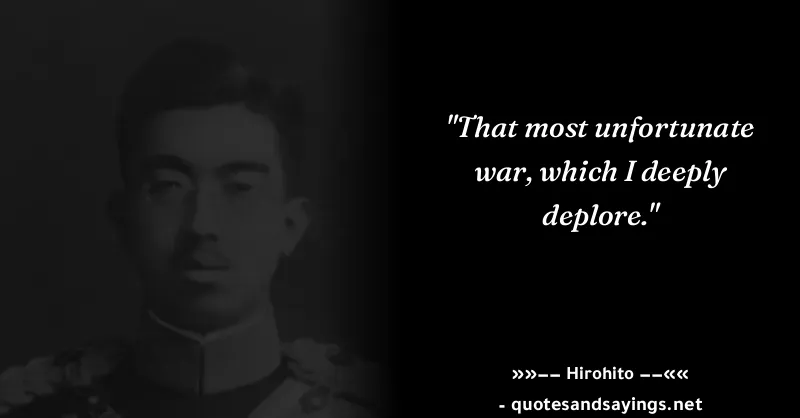 "That most unfortunate
war, which I deeply
deplore."
»»–– Hirohito ––««
- quotesandsayings.net